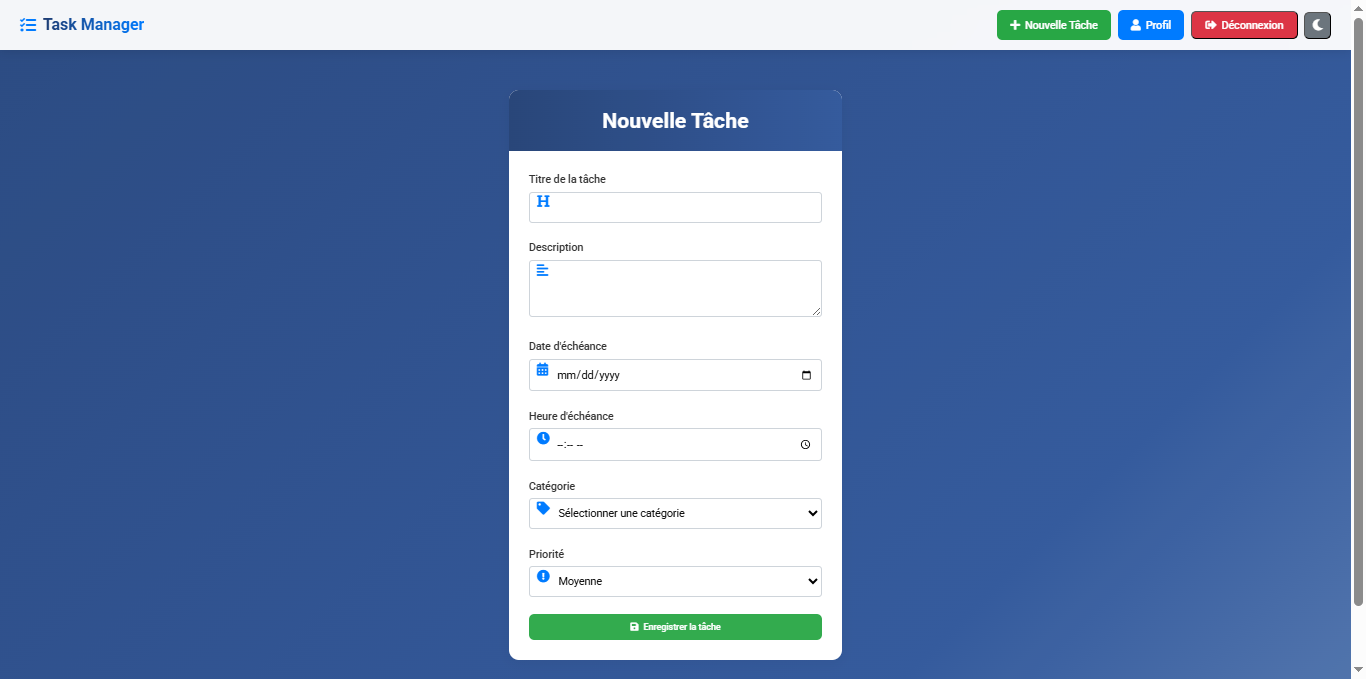 Task Manager
Nouvelle Tâche
Profil
Déconnexion
Nouvelle Tâche
Titre de la tâche
Description
Date d'échéance
mm/dd/yyyy
Heure d'échéance
--:-- --
Catégorie
Sélectionner une catégorie
Priorité
Moyenne
Enregistrer la tâche